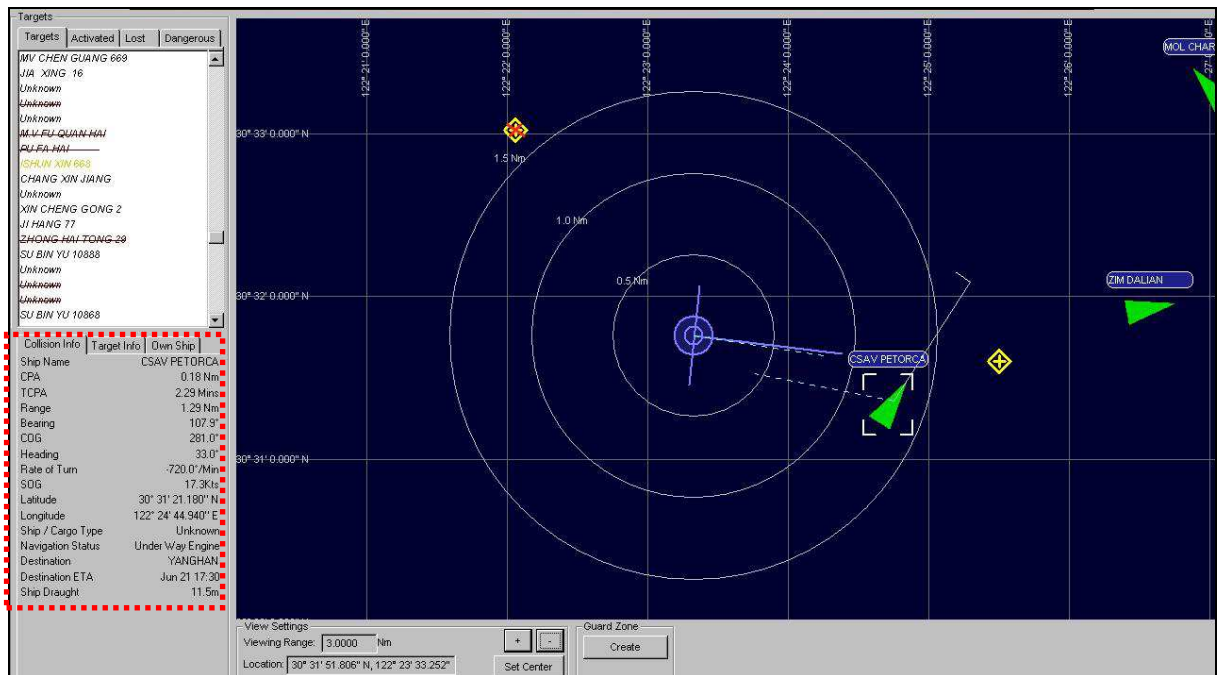 Targets
Targets Activated Lost Dangerous
MV CHEN GUANG 669
JIA XING 16
Unknown
Unknown
Unknown
M.V FU QUAN HAI
PU FA HAI
ISHUN XIN 668
CHANG XIN JIANG
Unknown
XIN CHENG GONG 2
JI HANG 77
ZHONG HAI TONG 29
SU BIN YU 10888
Unknown
Unknown
Unknown
SU BIN YU 10868
Collision Info Target Info Own Ship
Ship Name CSAV PETORCA
CPA 0.18 Nm
TCPA 2.29 Mins
Range 1.29 Nm
Bearing 107.9°
COG 281.0°
Heading 33.0°
Rate of Turn -720.0°/Min
SOG 17.3Kts
Latitude 30° 31' 21.180" N
Longitude 122° 24' 44.940" E
Ship / Cargo Type Unknown
Navigation Status Under Way Engine
Destination YANGHAN
Destination ETA Jun 21 17:30
Ship Draught 11.5m
122° 21' 0.000" E
122° 22' 0.000" E
122° 23' 0.000" E
122° 24' 0.000" E
122° 25' 0.000" E
122° 26' 0.000" E
122° 27' 0.000" E
MOL CHAR
30° 33' 0.000" N
1.5 Nm
1.0 Nm
0.5 Nm
ZIM DALIAN
30° 32' 0.000" N
CSAV PETORCA
30° 31' 0.000" N
View Settings
Viewing Range: 3.0000 Nm + -
Location: 30° 31' 51.806" N, 122° 23' 33.252" Set Center
Guard Zone
Create